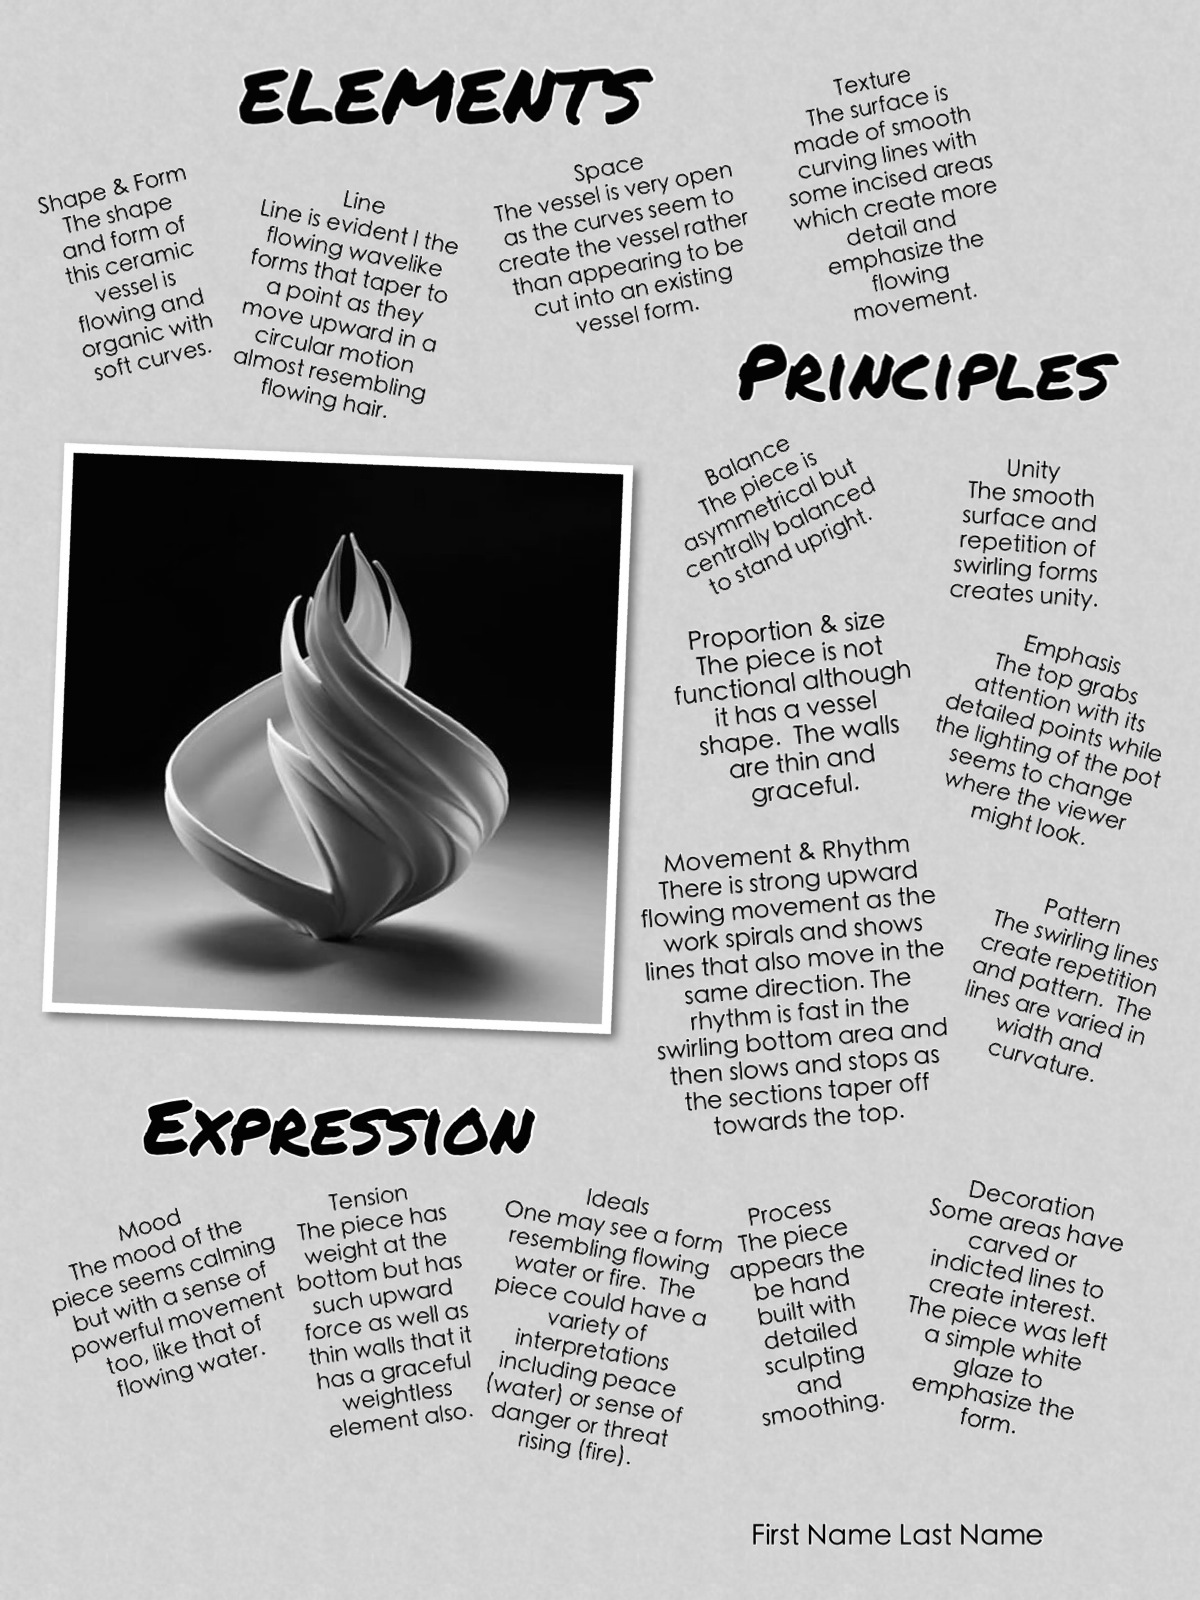 ELEMENTS
Shape & Form
The shape
and form of
this ceramic
vessel is
flowing and
organic with
soft curves.
Line
Line is evident I the
flowing wavelike
forms that taper to
a point as they
move upward in a
circular motion
almost resembling
flowing hair.
Space
The vessel is very open
as the curves seem to
create the vessel rather
than appearing to be
cut into an existing
vessel form.
Texture
The surface is
made of smooth
curving lines with
some incised areas
which create more
detail and
emphasize the
flowing
movement.
PRINCIPLES
Balance
The piece is
asymmetrical but
centrally balanced
to stand upright.
Unity
The smooth
surface and
repetition of
swirling forms
creates unity.
Proportion & size
The piece is not
functional although
it has a vessel
shape. The walls
are thin and
graceful.
Emphasis
The top grabs
attention with its
detailed points while
the lighting of the pot
seems to change
where the viewer
might look.
Movement & Rhythm
There is strong upward
flowing movement as the
work spirals and shows
lines that also move in the
same direction. The
rhythm is fast in the
swirling bottom area and
then slows and stops as
the sections taper off
towards the top.
Pattern
The swirling lines
create repetition
and pattern. The
lines are varied in
width and
curvature.
EXPRESSION
Mood
The mood of the
piece seems calming
but with a sense of
powerful movement
too, like that of
flowing water.
Tension
The piece has
weight at the
bottom but has
such upward
force as well as
thin walls that it
has a graceful
weightless
element also.
Ideals
One may see a form
resembling flowing
water or fire. The
piece could have a
variety of
interpretations
including peace
(water) or sense of
danger or threat
rising (fire).
Process
The piece
appears the
be hand
built with
detailed
sculpting
and
smoothing.
Decoration
Some areas have
carved or
indicted lines to
create interest.
The piece was left
a simple white
glaze to
emphasize the
form.
First Name Last Name